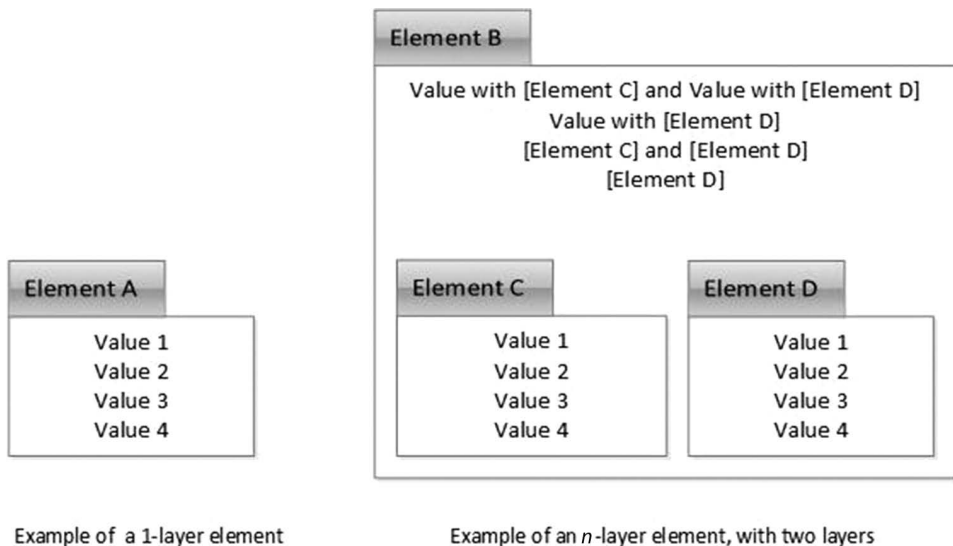 Element B
Value with [Element C] and Value with [Element D]
Value with [Element D]
[Element C] and [Element D]
[Element D]
Element A
Value 1
Value 2
Value 3
Value 4
Element C
Value 1
Value 2
Value 3
Value 4
Element D
Value 1
Value 2
Value 3
Value 4
Example of a 1-layer element
Example of an n-layer element, with two layers